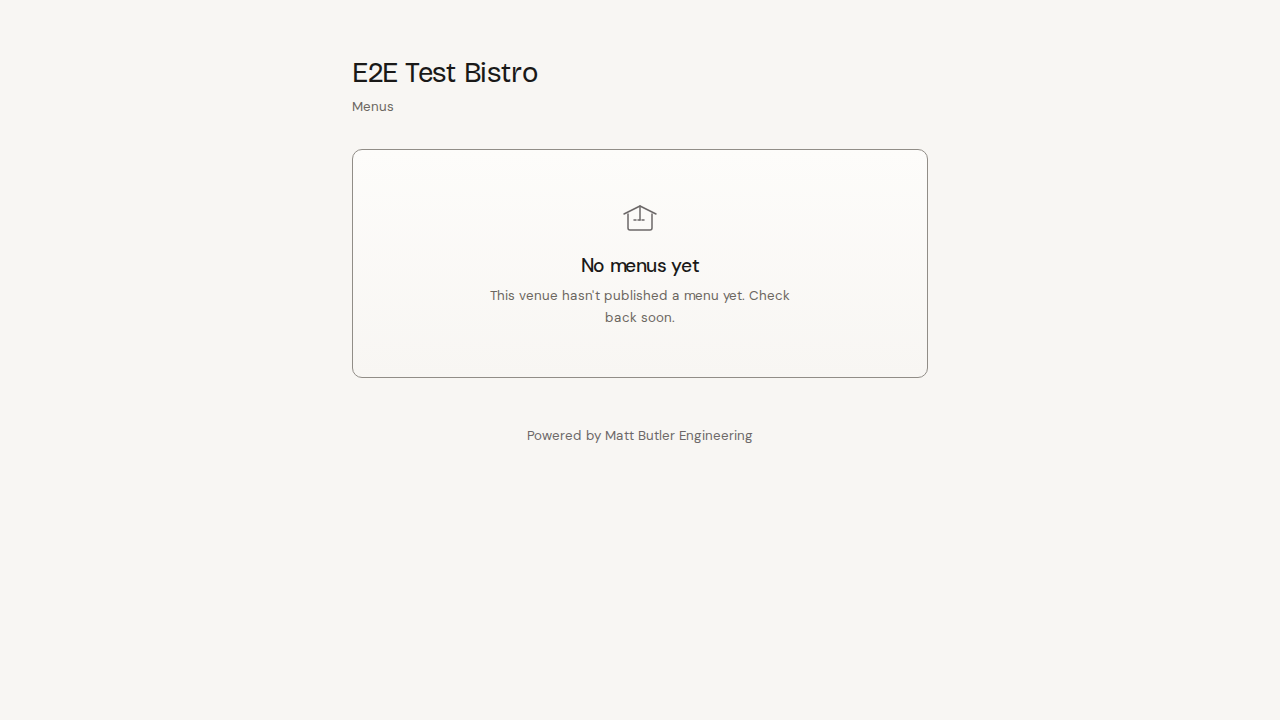 E2E Test Bistro
Menus
No menus yet
This venue hasn't published a menu yet. Check
back soon.
Powered by Matt Butler Engineering